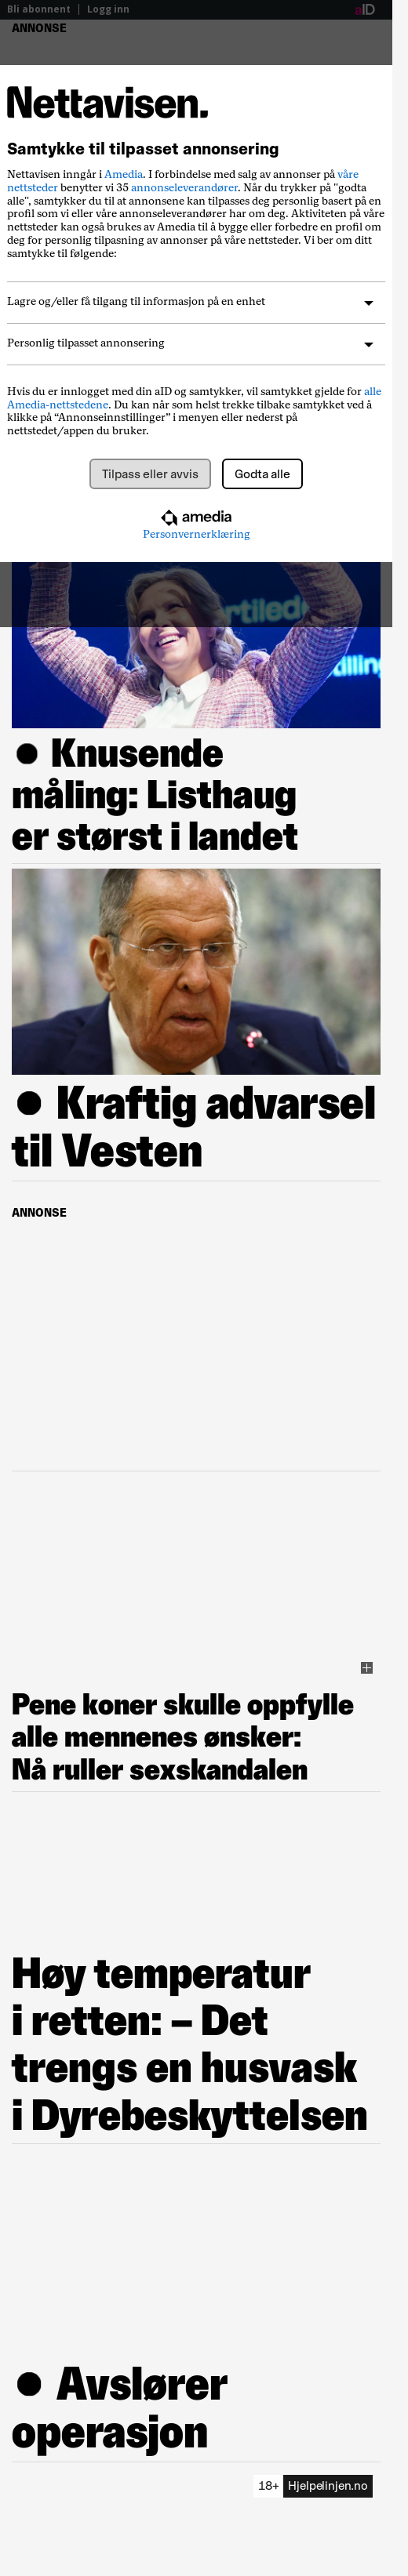 Bli abonnent | Logg inn
aID
ANNONSE
Nettavisen.
Samtykke til tilpasset annonsering
Nettavisen inngår i Amedia. I forbindelse med salg av annonser på våre
nettsteder benytter vi 35 annonseleverandører. Når du trykker på "godta
alle", samtykker du til at annonsene kan tilpasses deg personlig basert på en
profil som vi eller våre annonseleverandører har om deg. Aktiviteten på våre
nettsteder kan også brukes av Amedia til å bygge eller forbedre en profil om
deg for personlig tilpasning av annonser på våre nettsteder. Vi ber om ditt
samtykke til følgende:
Lagre og/eller få tilgang til informasjon på en enhet
Personlig tilpasset annonsering
Hvis du er innlogget med din aID og samtykker, vil samtykket gjelde for alle
Amedia-nettstedene. Du kan når som helst trekke tilbake samtykket ved å
klikke på “Annonseinnstillinger” i menyen eller nederst på
nettstedet/appen du bruker.
Tilpass eller avvis
Godta alle
amedia
Personvernerklæring
● Knusende
måling: Listhaug
er størst i landet
● Kraftig advarsel
til Vesten
ANNONSE
Pene koner skulle oppfylle
alle mennenes ønsker:
Nå ruller sexskandalen
Høy temperatur
i retten: – Det
trengs en husvask
i Dyrebeskyttelsen
● Avslører
operasjon
18+ Hjelpelinjen.no